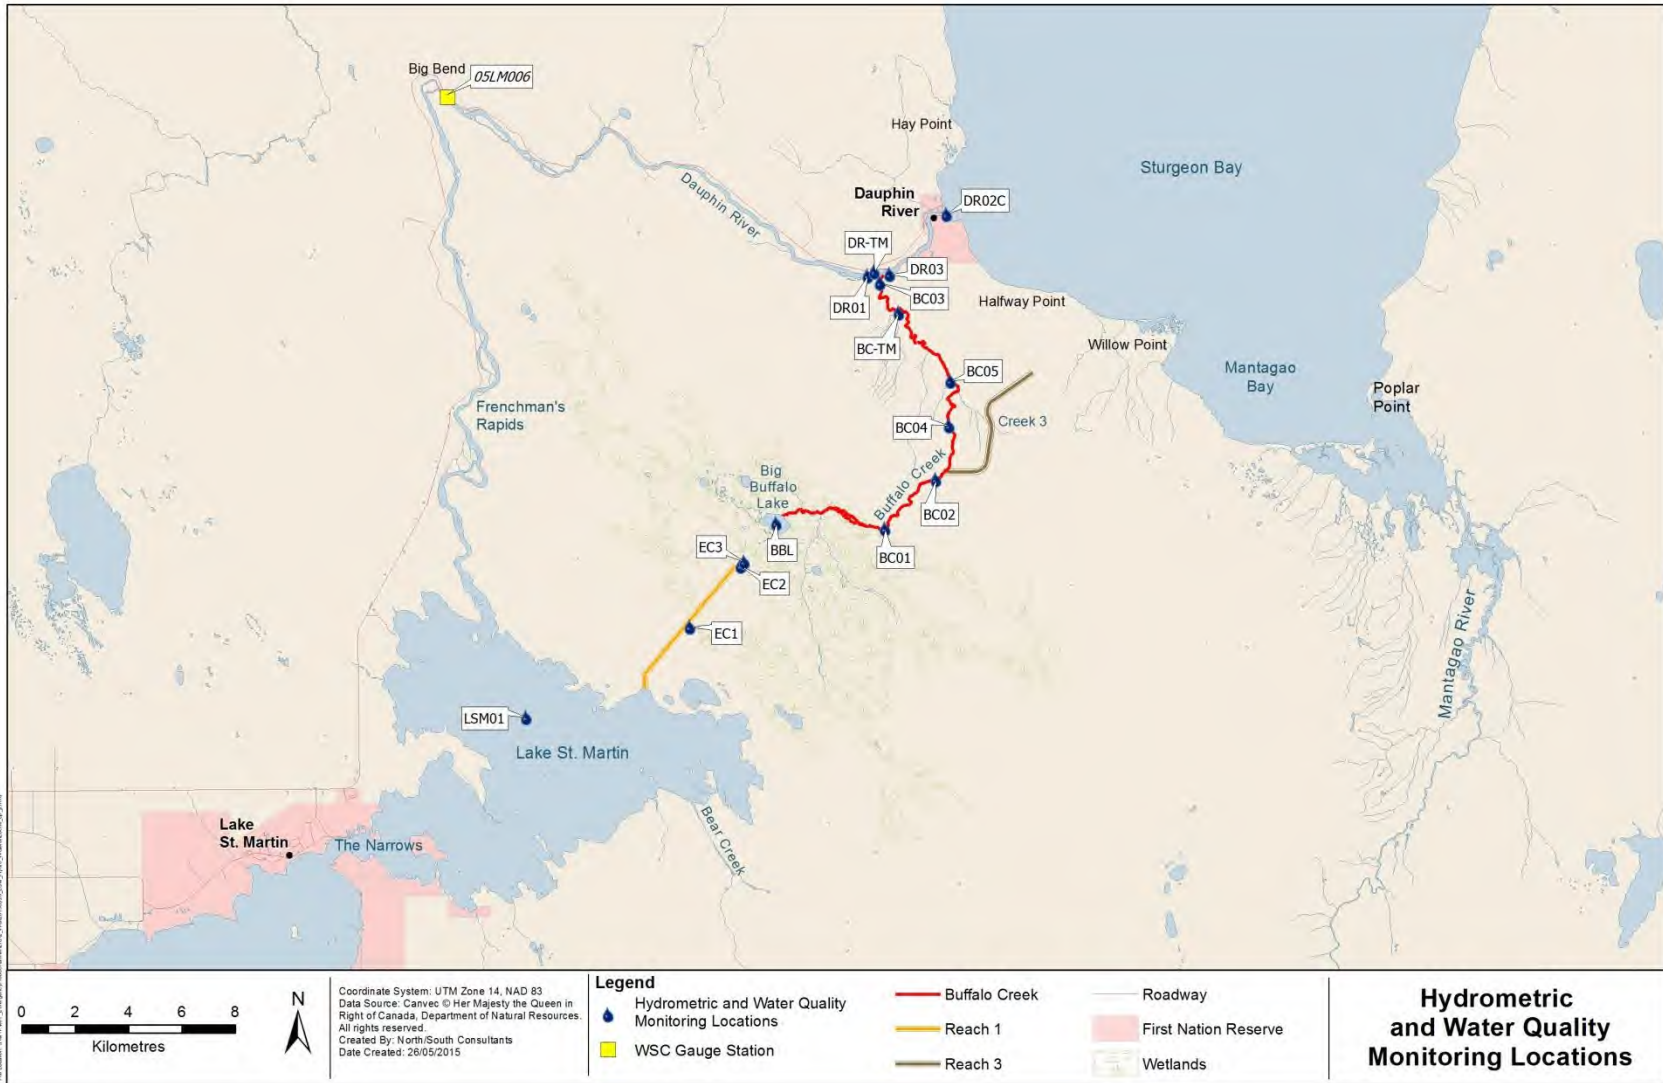 Big Bend
05LM006
Hay Point
Sturgeon Bay
Dauphin
River
DR02C
Dauphin River
DR-TM
DR03
DR01
BC03
Halfway Point
BC-TM
Willow Point
BC05
Mantagao
Bay
Poplar
Point
Frenchman's
Rapids
BC04
Creek 3
Big
Buffalo
Lake
Buffalo Creek
BC02
BBL
BC01
EC3
EC2
EC1
Mantagao River
LSM01
Lake St. Martin
Bear Creek
Lake
St. Martin
The Narrows
0 2 4 6 8
Kilometres
N
Coordinate System: UTM Zone 14, NAD 83
Data Source: Canvec © Her Majesty the Queen in
Right of Canada, Department of Natural Resources.
All rights reserved.
Created By: North/South Consultants
Date Created: 26/05/2015
Legend
Hydrometric and Water Quality
Monitoring Locations
WSC Gauge Station
Buffalo Creek
Reach 1
Reach 3
Roadway
First Nation Reserve
Wetlands
Hydrometric
and Water Quality
Monitoring Locations